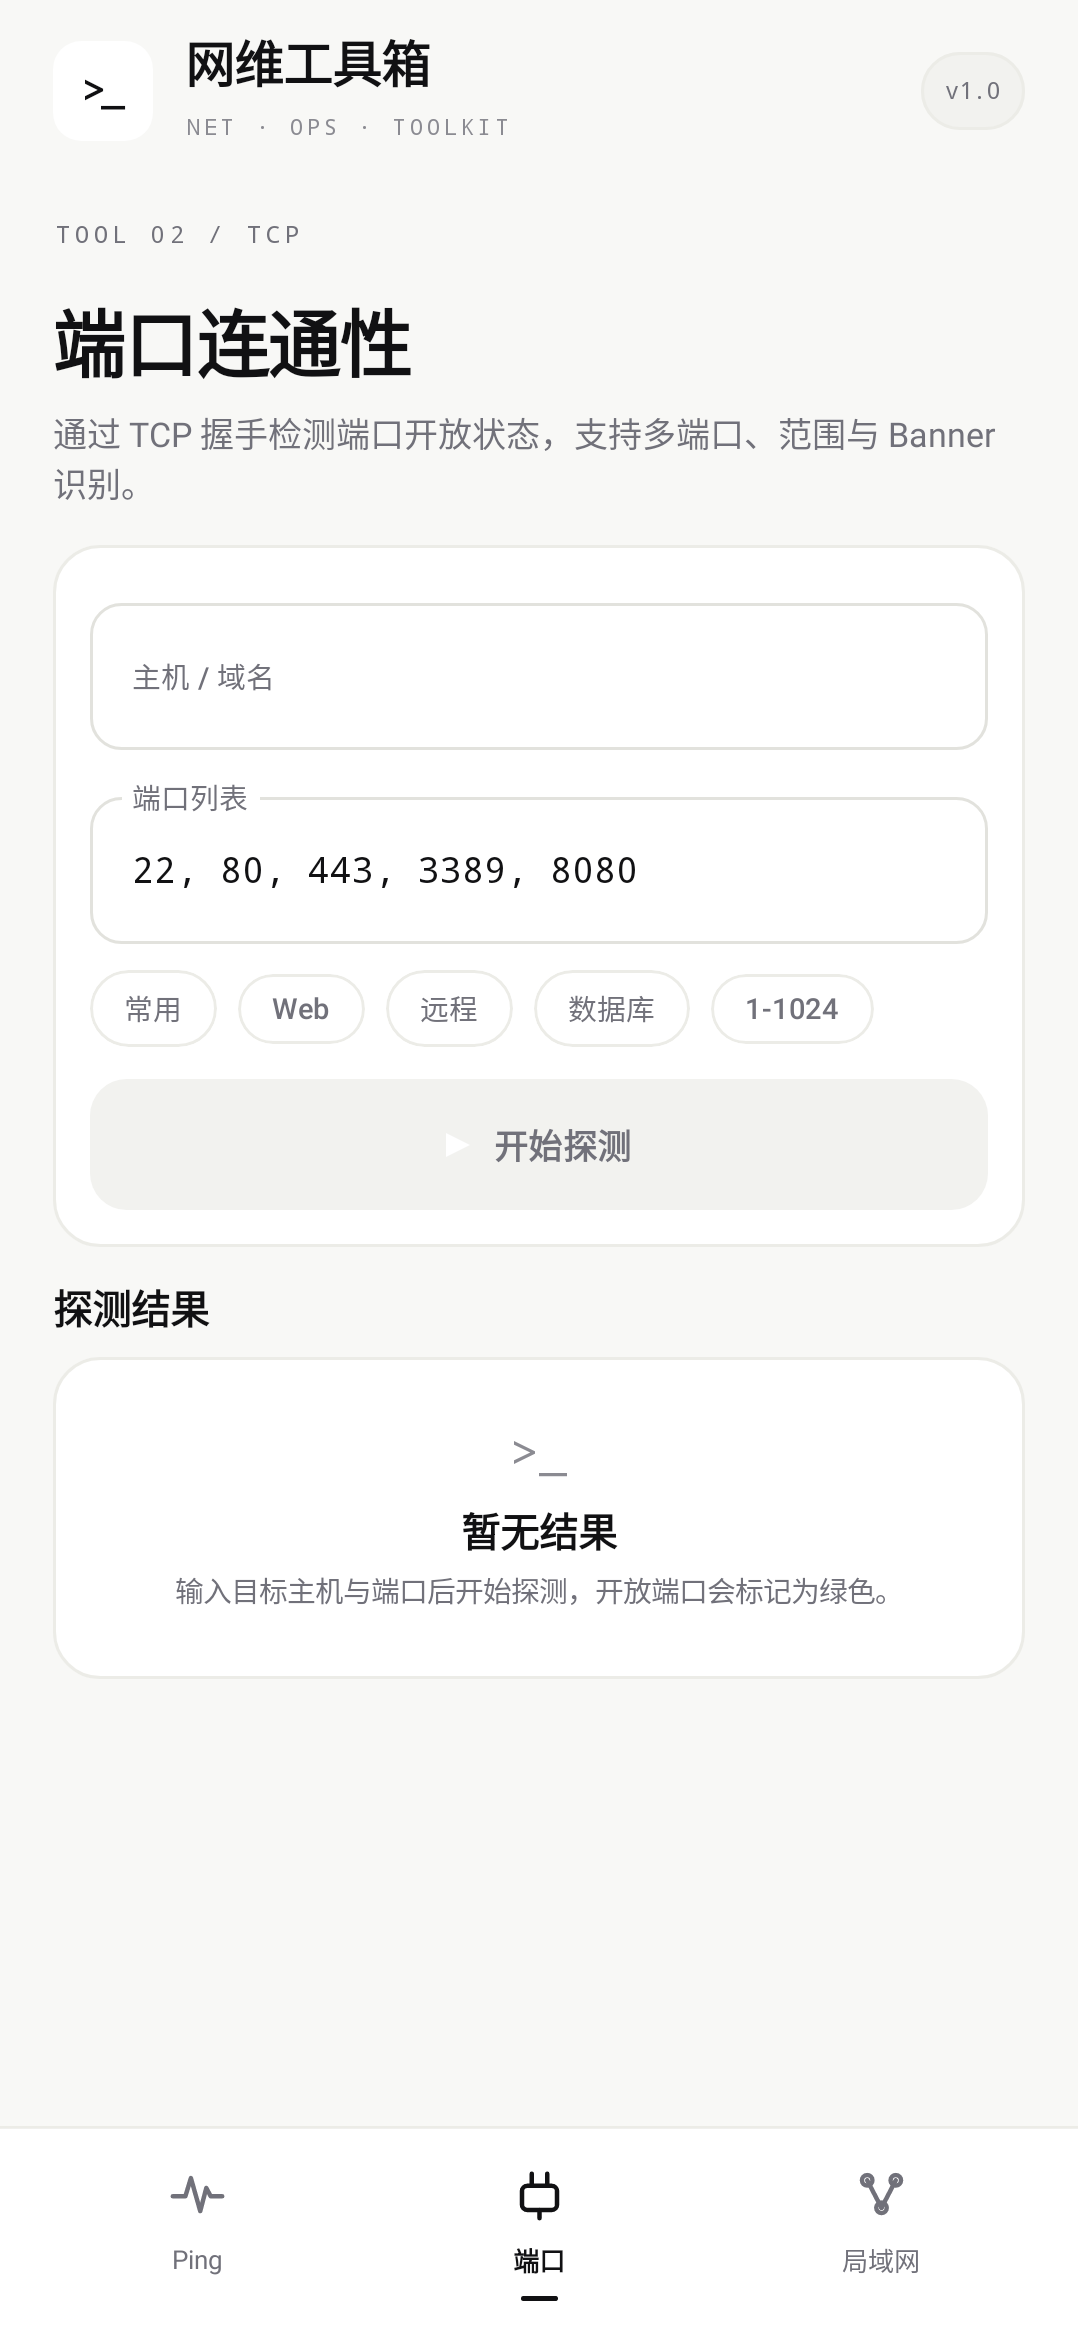 >_
网维工具箱
NET · OPS · TOOLKIT
v1.0
TOOL 02 / TCP
端口连通性
通过 TCP 握手检测端口开放状态，支持多端口、范围与 Banner
识别。
主机 / 域名
端口列表
22, 80, 443, 3389, 8080
常用 Web 远程 数据库 1-1024
开始探测
探测结果
>_
暂无结果
输入目标主机与端口后开始探测，开放端口会标记为绿色。
Ping 端口 局域网